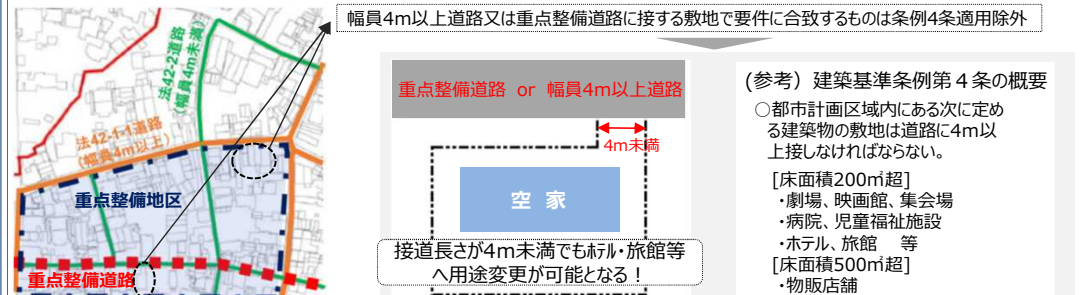 幅員4m以上道路又は重点整備道路に接する敷地で要件に合致するものは条例4条適用除外
法42-2道路
(幅員4m未満)
法42-1-1道路
(幅員4m以上)
重点整備地区
重点整備道路
重点整備道路 or 幅員4m以上道路
4m未満
空 家
接道長さが4m未満でもﾎﾃﾙ・旅館等
へ用途変更が可能となる！
(参考) 建築基準条例第４条の概要
○都市計画区域内にある次に定め
る建築物の敷地は道路に4m以
上接しなければならない。
[床面積200㎡超]
・劇場、映画館、集会場
・病院、児童福祉施設
・ホテル、旅館 等
[床面積500㎡超]
・物販店舗